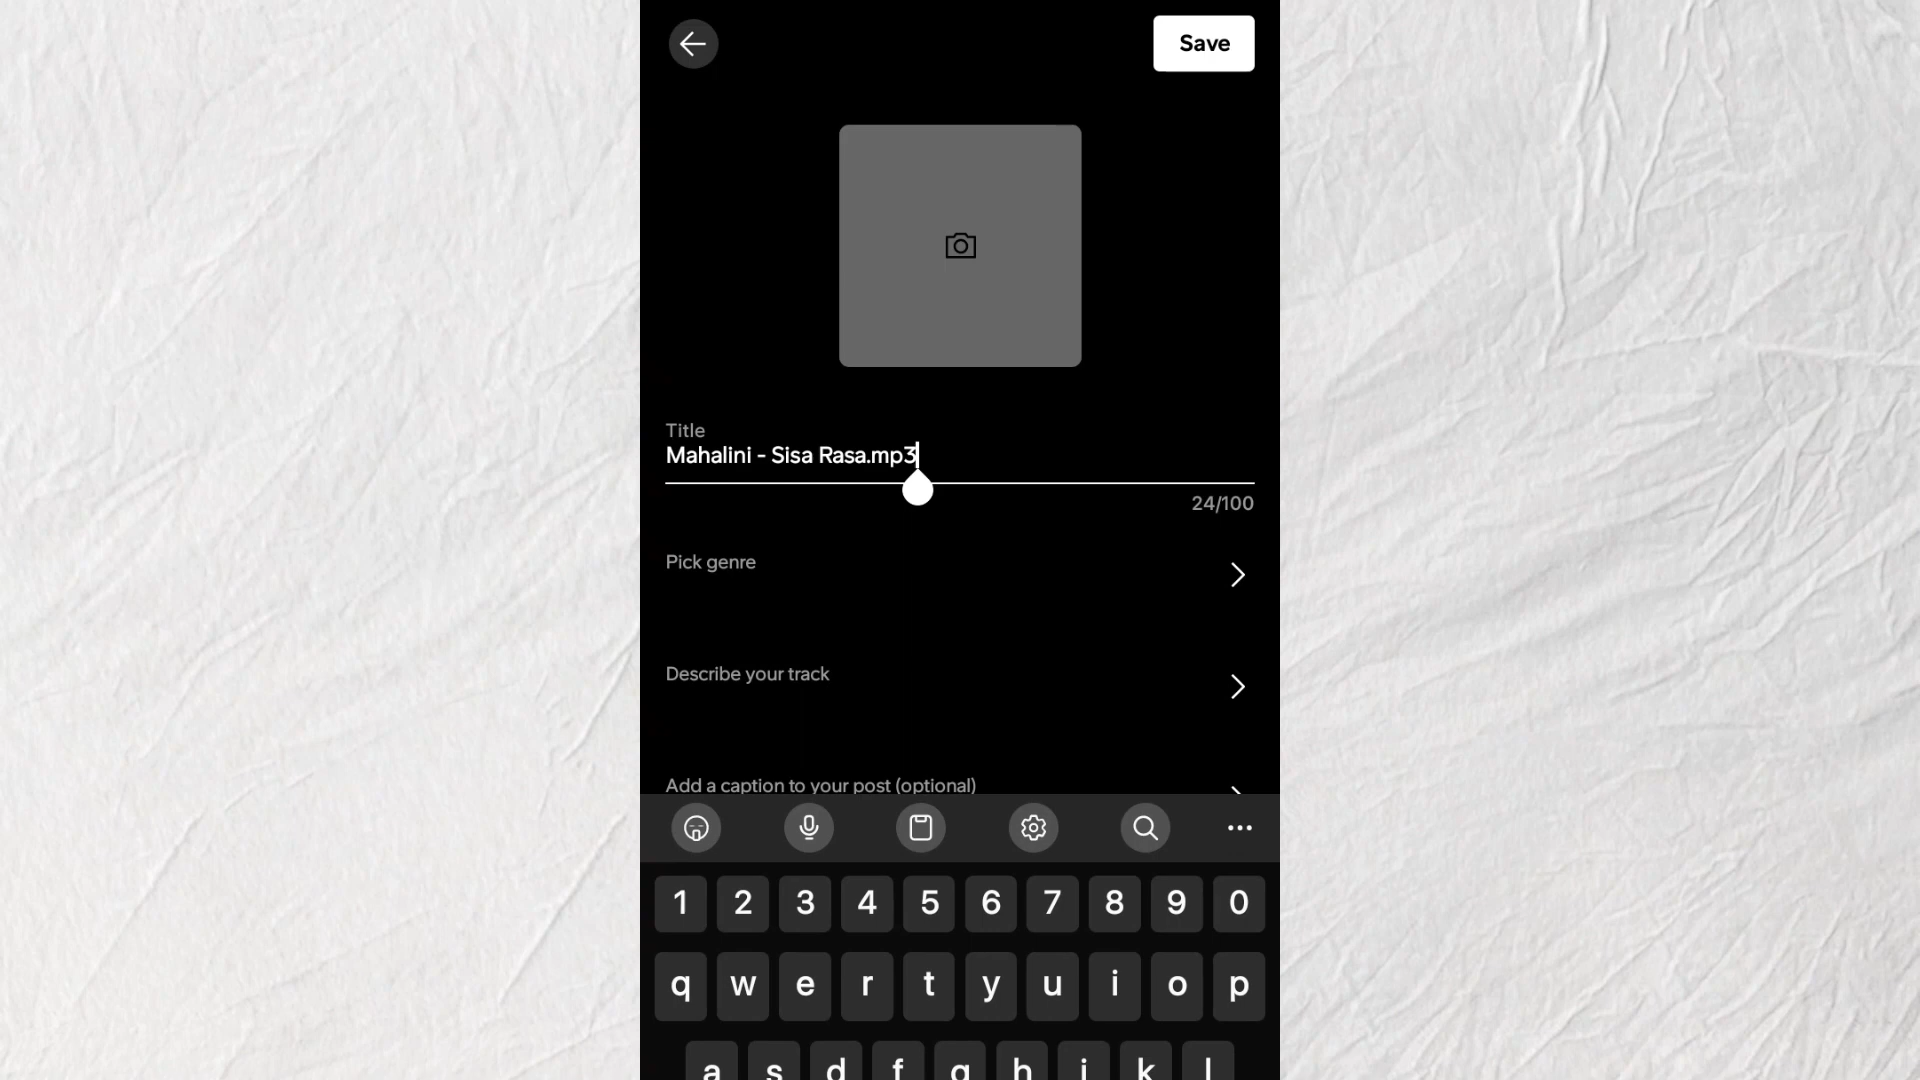 Save
Title
Mahalini - Sisa Rasa.mp3
24/100
Pick genre
Describe your track
Add a caption to your post (optional)
1 2 3 4 5 6 7 8 9 0
q w e r t y u i o p
a s d f g h j k l